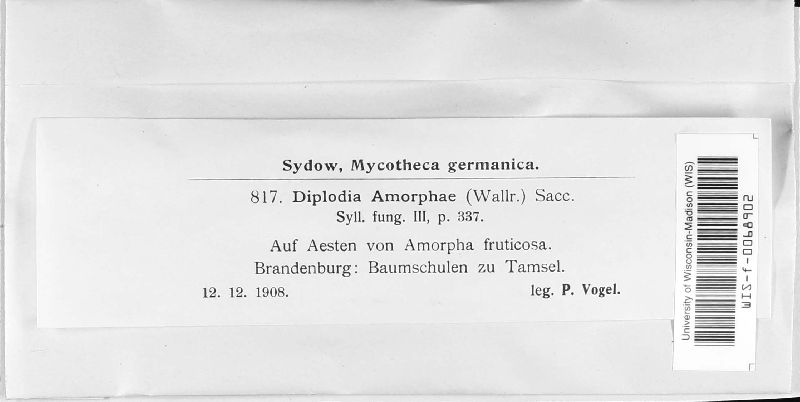 Sydow, Mycotheca germanica.
817. Diplodia Amorphae (Wallr.) Sacc.
Syll. fung. III, p. 337.
Auf Aesten von Amorpha fruticosa.
Brandenburg: Baumschulen zu Tamsel.
12. 12. 1908. leg. P. Vogel.
University of Wisconsin-Madison (WIS)
WIS-f-0068902